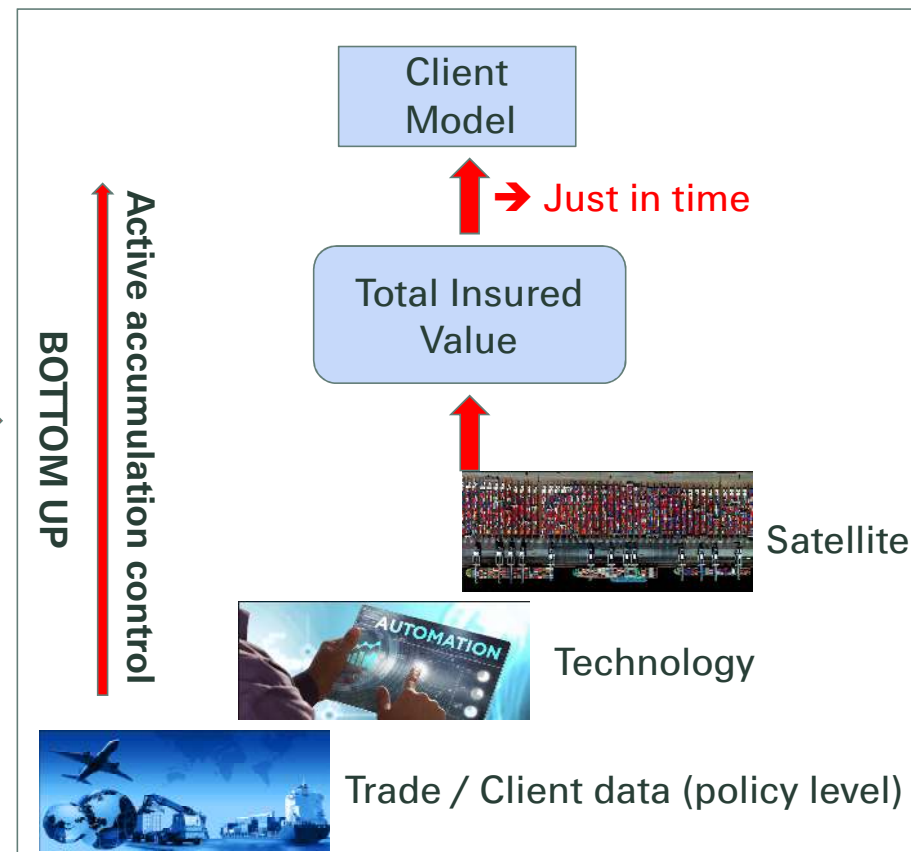 Client
Model
➔ Just in time
Total Insured
Value
BOTTOM UP
Active accumulation control
Satellite
AUTOMATION
Technology
Trade / Client data (policy level)